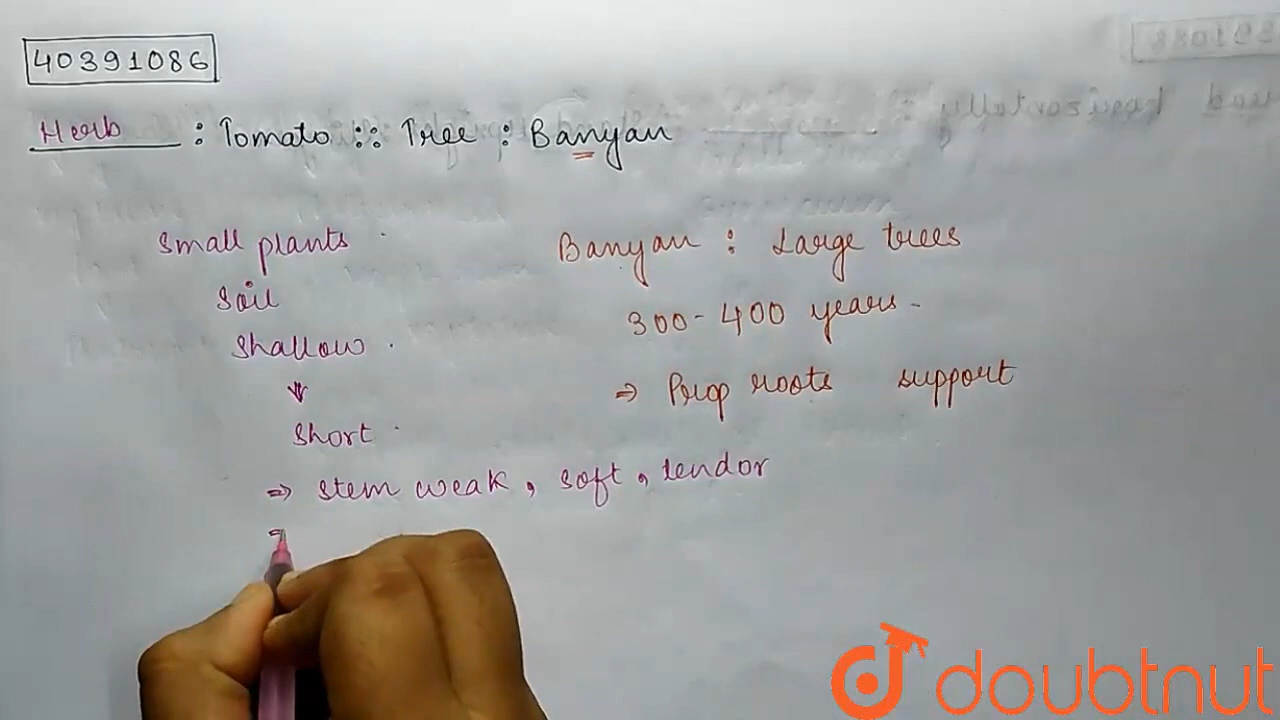 40391086
Herb : Tomato :: Tree : Banyan
Small plants
Soil
Shallow
Short
⇒ Stem weak, soft, tendor
Banyan : Large trees
300-400 years
⇒ Prop roots support
doubtnut